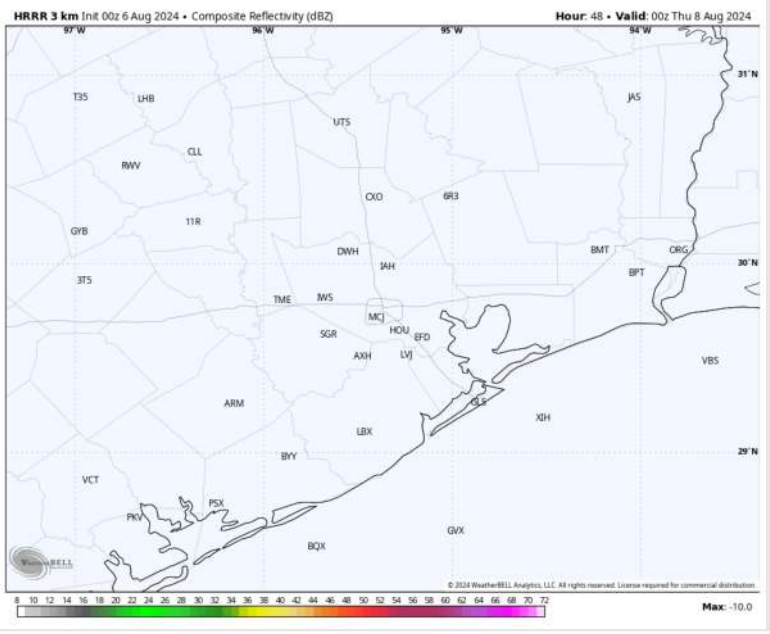 HRRR 3 km Init 00z 6 Aug 2024 • Composite Reflectivity (dBZ) Hour: 48 • Valid: 00z Thu 8 Aug 2024
97°W 96°W 95°W 94°W
31°N
T35 LHB JAS
UTS
CLL
RWV
CXO 6R3
11R
GYB
DWH BMT ORG
IAH 30°N
3T5 BPT
TME IWS
MCJ
SGR HOU EFD
AXH LVJ VBS
ARM GLS
XIH
LBX
BYY 29°N
VCT
PSX
PKV
GVX
BQX
WeatherBELL
© 2024 WeatherBELL Analytics, LLC. All rights reserved. License required for commercial distribution.
8 10 12 14 16 18 20 22 24 26 28 30 32 34 36 38 40 42 44 46 48 50 52 54 56 58 60 62 64 66 68 70 72
Max: -10.0